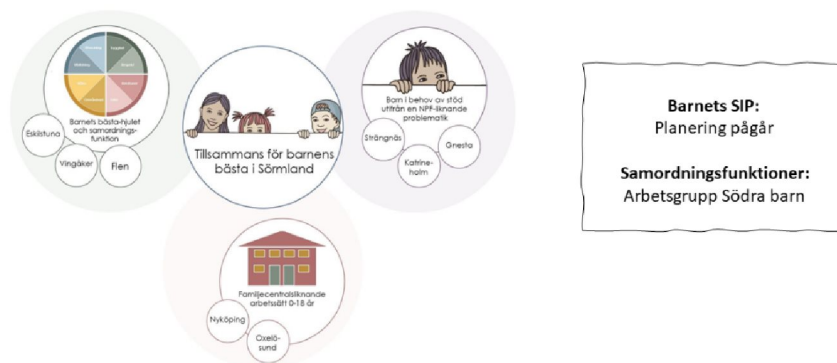 Barnets bästa-hjulet
och samordnings-
funktion
Eskilstuna
Vingåker
Flen
Tillsammans för barnens
bästa i Sörmland
Barn i behov av stöd
utifrån en NPF-liknande
problematik
Strängnäs
Katrine-
holm
Gnesta
Familjecentralsliknande
arbetssätt 0-18 år
Nyköping
Oxelö-
sund
Barnets SIP:
Planering pågår
Samordningsfunktioner:
Arbetsgrupp Södra barn